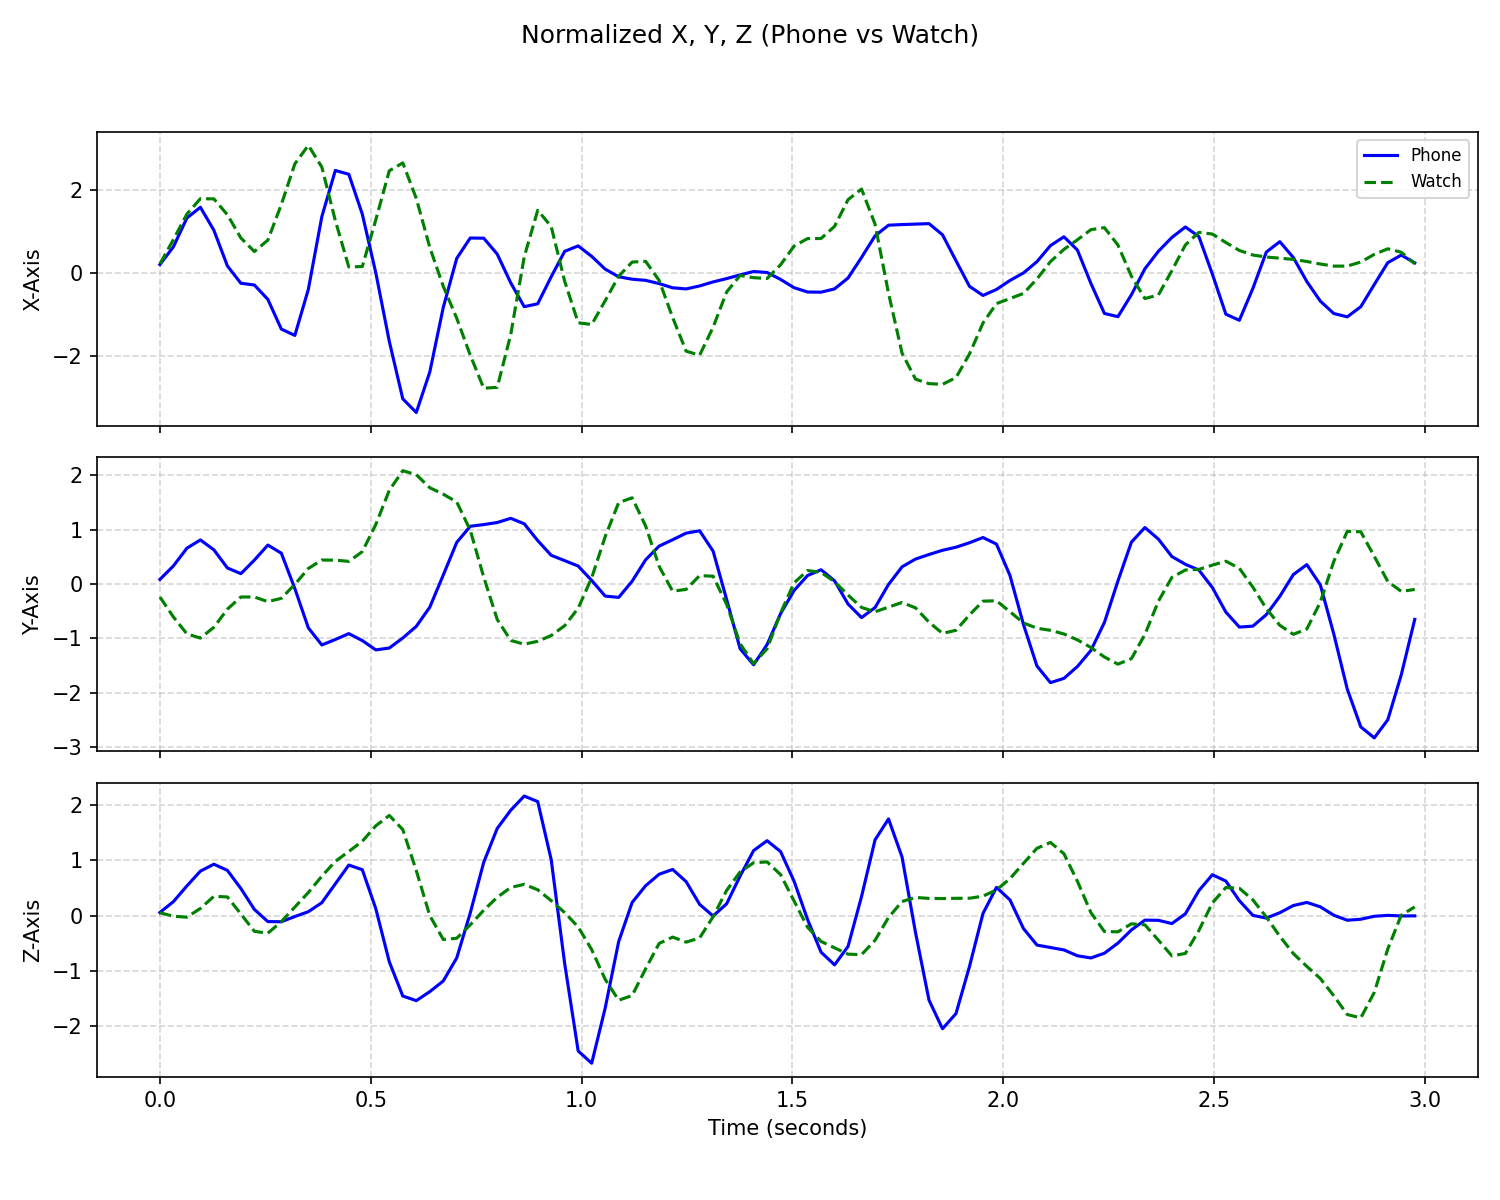 Normalized X, Y, Z (Phone vs Watch)
X-Axis
2
0
−2
Phone
Watch
Y-Axis
2
1
0
−1
−2
−3
Z-Axis
2
1
0
−1
−2
0.0 0.5 1.0 1.5 2.0 2.5 3.0
Time (seconds)